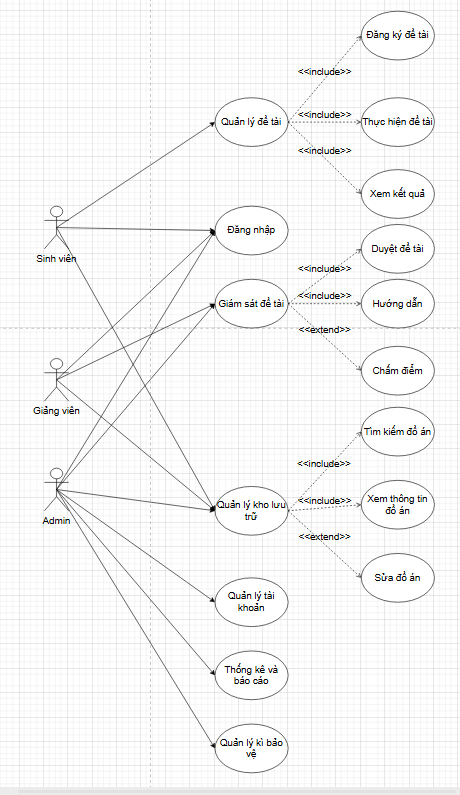 Đăng ký đề tài
<<include>>
Quản lý đề tài
<<include>>
Thực hiện đề tài
<<include>>
Xem kết quả
Sinh viên
Đăng nhập
Duyệt đề tài
<<include>>
Giám sát đề tài
<<include>>
Hướng dẫn
<<extend>>
Chấm điểm
Giảng viên
Tìm kiếm đồ án
<<include>>
Admin
Quản lý kho lưu
trữ
<<include>>
Xem thông tin
đồ án
<<extend>>
Sửa đồ án
Quản lý tài
khoản
Thống kê và
báo cáo
Quản lý kì bảo
vệ